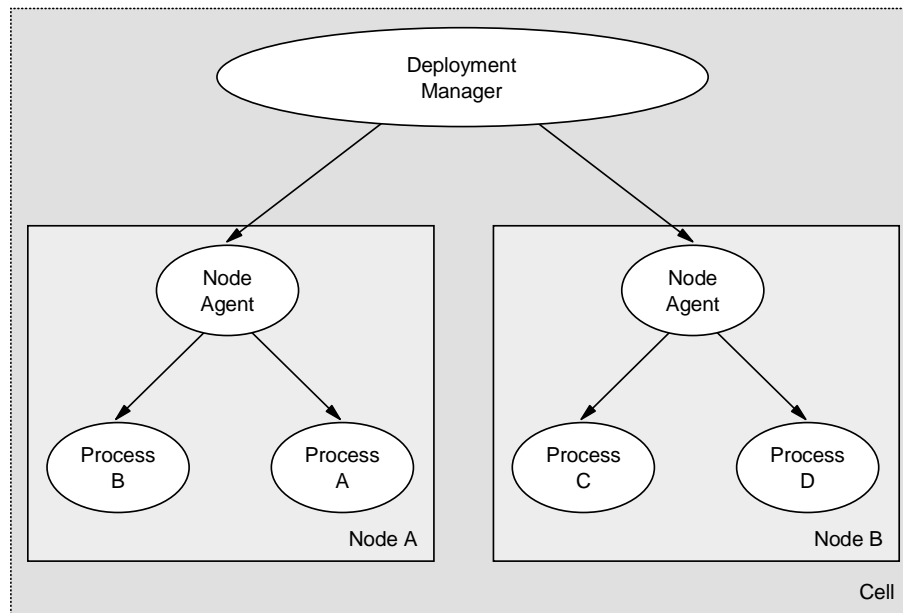 Deployment
Manager
Node
Agent
Node
Agent
Process
B
Process
A
Process
C
Process
D
Node A
Node B
Cell